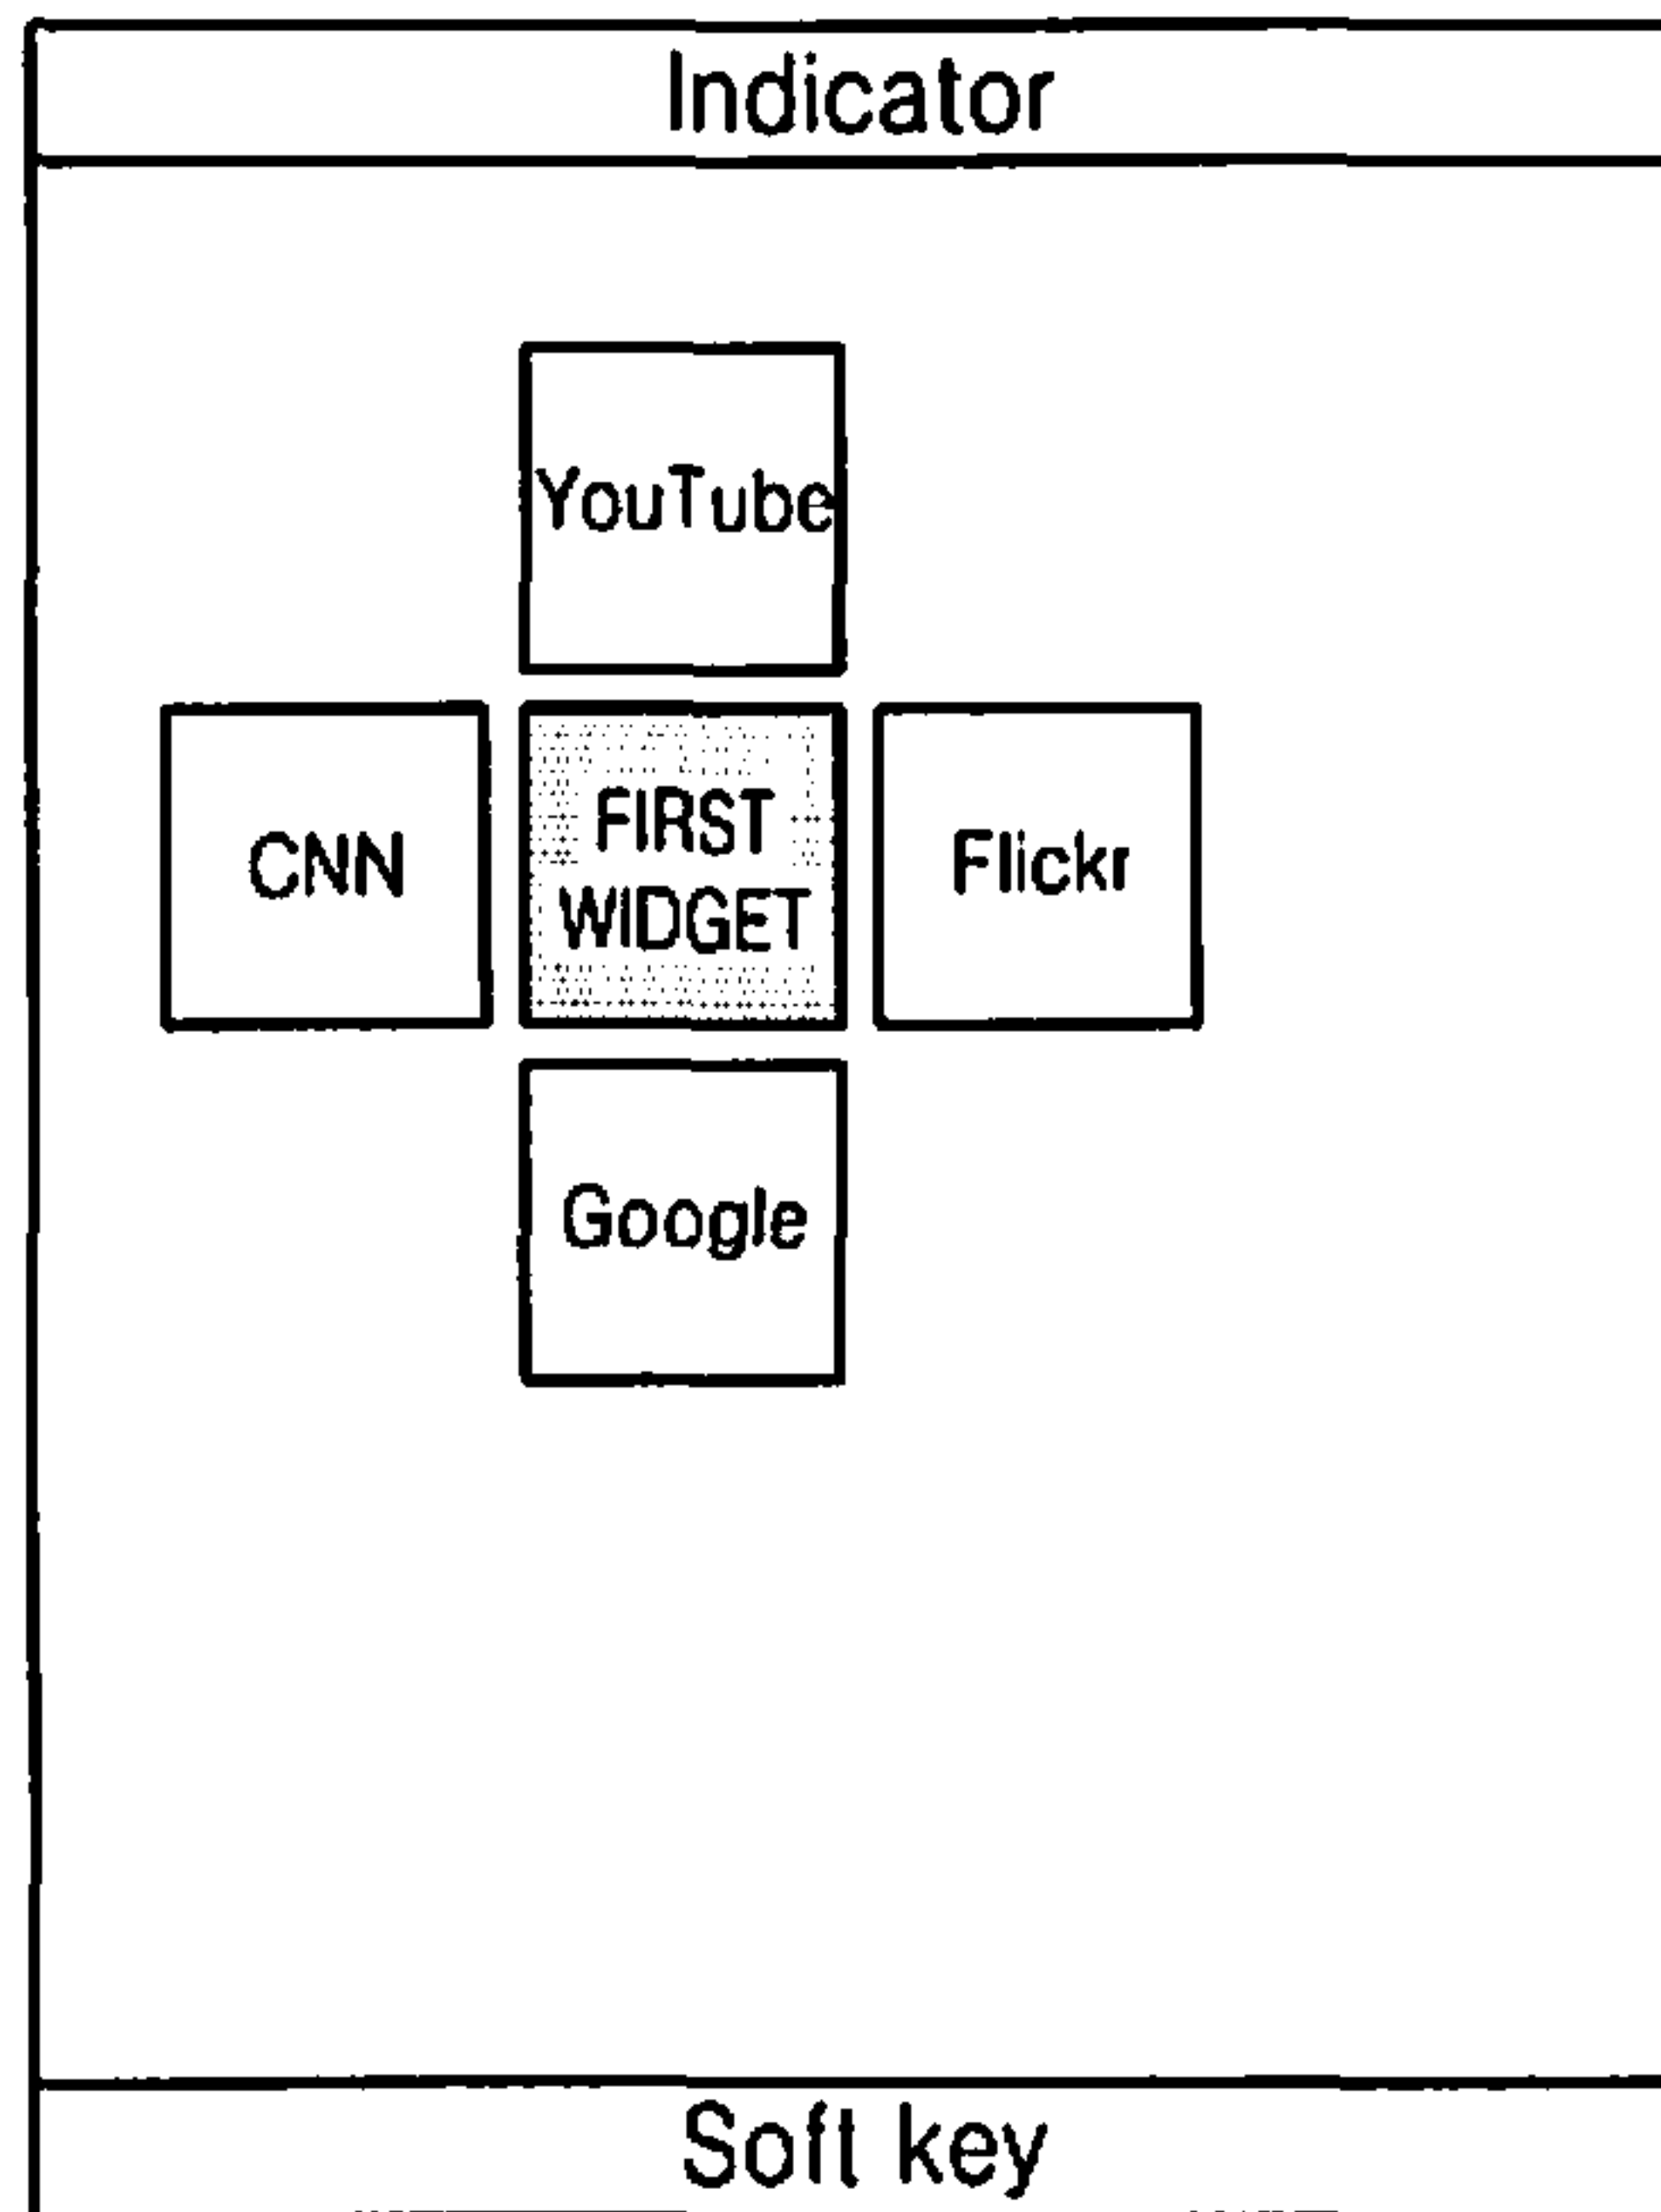 Indicator
YouTube
CNN
FIRST
WIDGET
Flickr
Google
Soft key